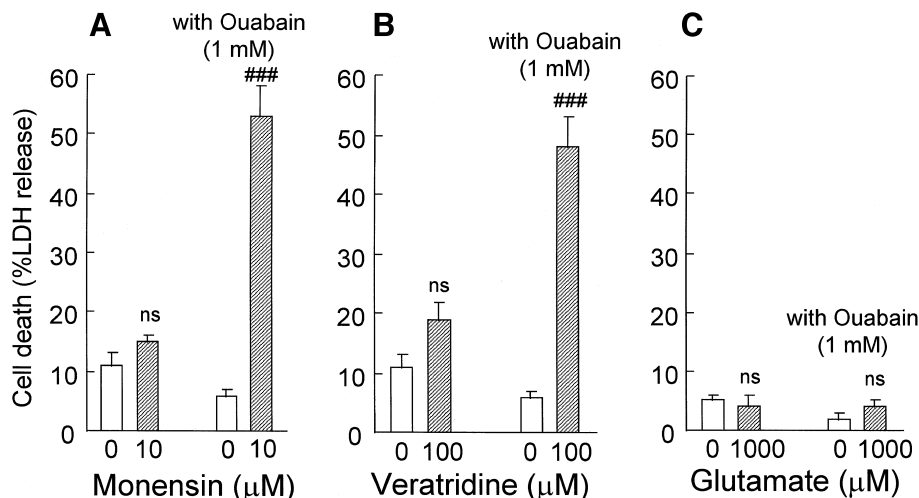 A
with Ouabain
(1 mM)
###
Cell death (%LDH release)
60
50
40
30
20
10
0
ns
0 10 0 10
Monensin (μM)
B
with Ouabain
(1 mM)
###
60
50
40
30
20
10
0
ns
0 100 0 100
Veratridine (μM)
C
60
50
40
30
20
10
0
with Ouabain
(1 mM)
ns
ns
0 1000 0 1000
Glutamate (μM)